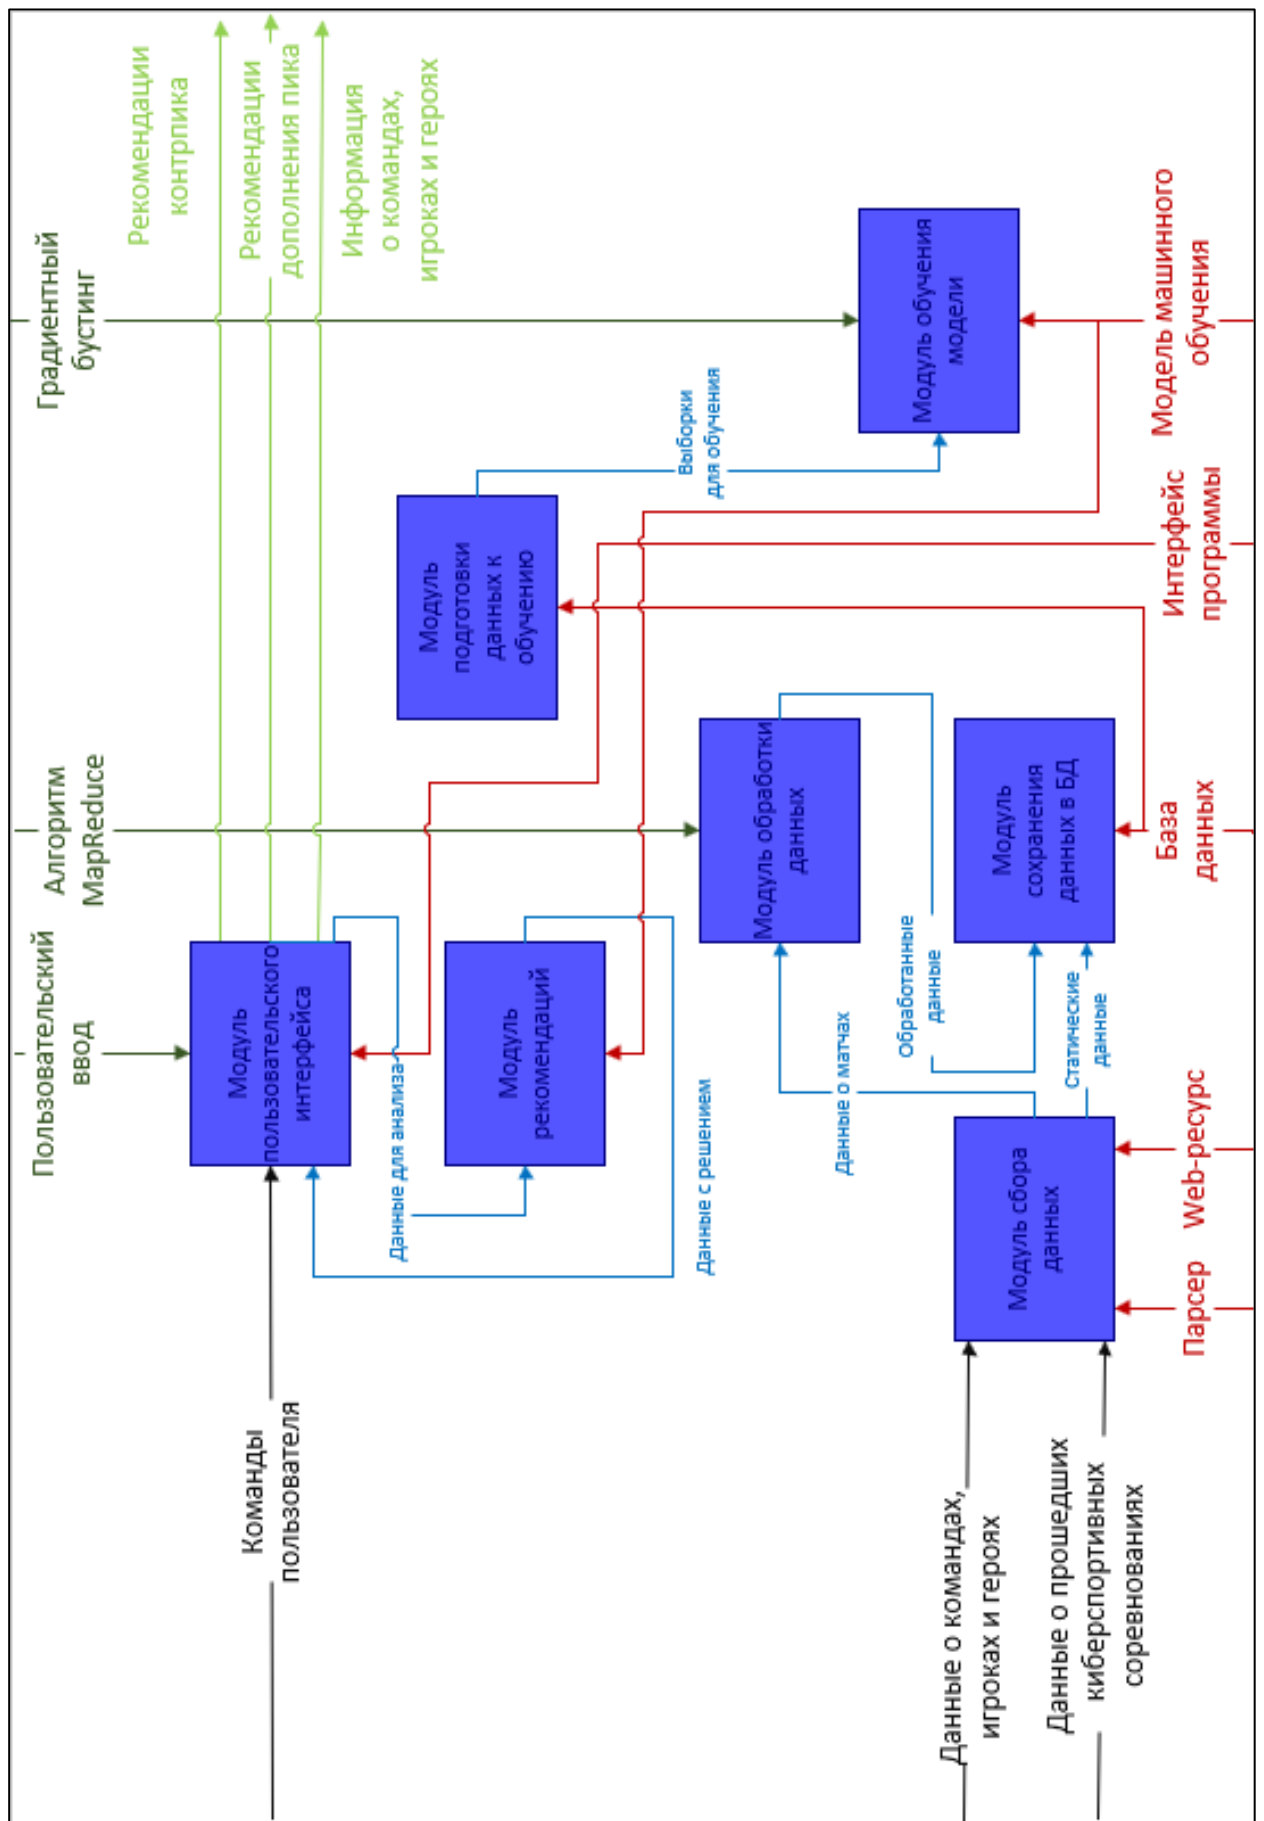 Пользовательский
ввод
Алгоритм
MapReduce
Градиентный
бустинг
Рекомендации
контрпика
Рекомендации
дополнения пика
Информация
о командах,
игроках и героях
Команды
пользователя
Модуль
пользовательского
интерфейса
Данные для анализа
Модуль
рекомендаций
Данные с решением
Модуль
подготовки
данных к
обучению
Выборки
для обучения
Модуль обучения
модели
Модуль обработки
данных
Данные о матчах
Обработанные
данные
Модуль
сохранения
данных в БД
Статические
данные
Модуль сбора
данных
Данные о командах,
игроках и героях
Данные о прошедших
киберспортивных
соревнованиях
Парсер
Web-ресурс
База
данных
Интерфейс
программы
Модель машинного
обучения